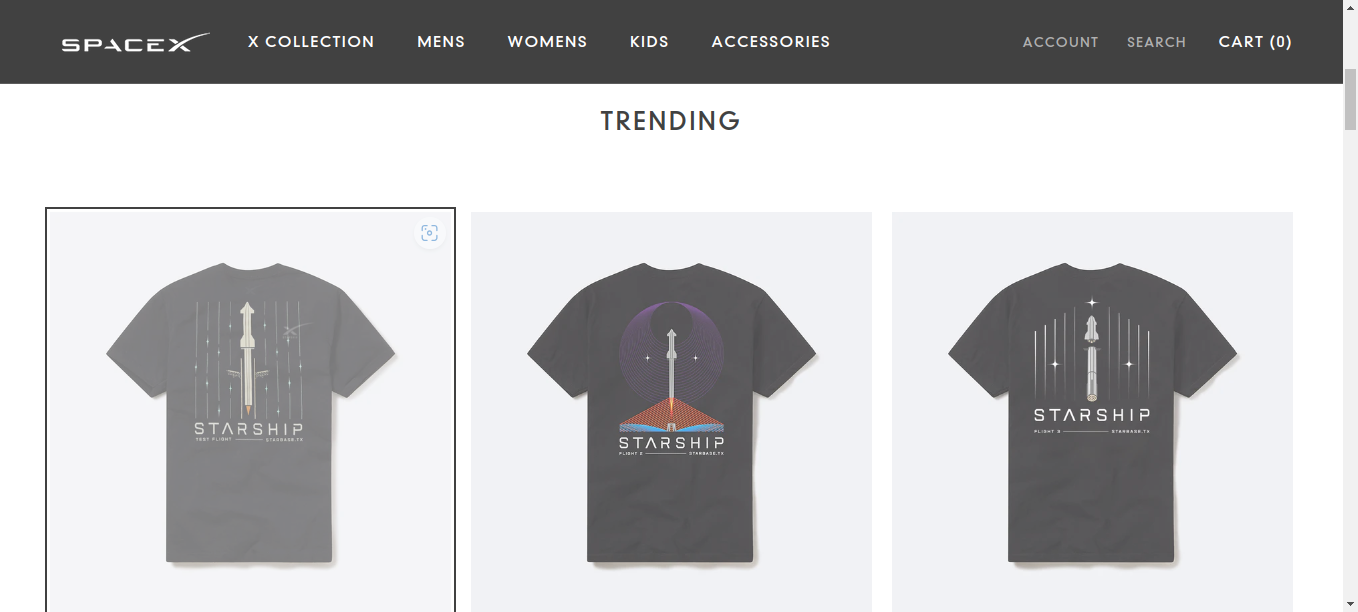 SPACEX X COLLECTION MENS WOMENS KIDS ACCESSORIES ACCOUNT SEARCH CART (0)
TRENDING
STARSHIP
TEST FLIGHT STARBASE.TX
STARSHIP
FLIGHT 2 STARBASE.TX
STARSHIP
FLIGHT 3 STARBASE.TX